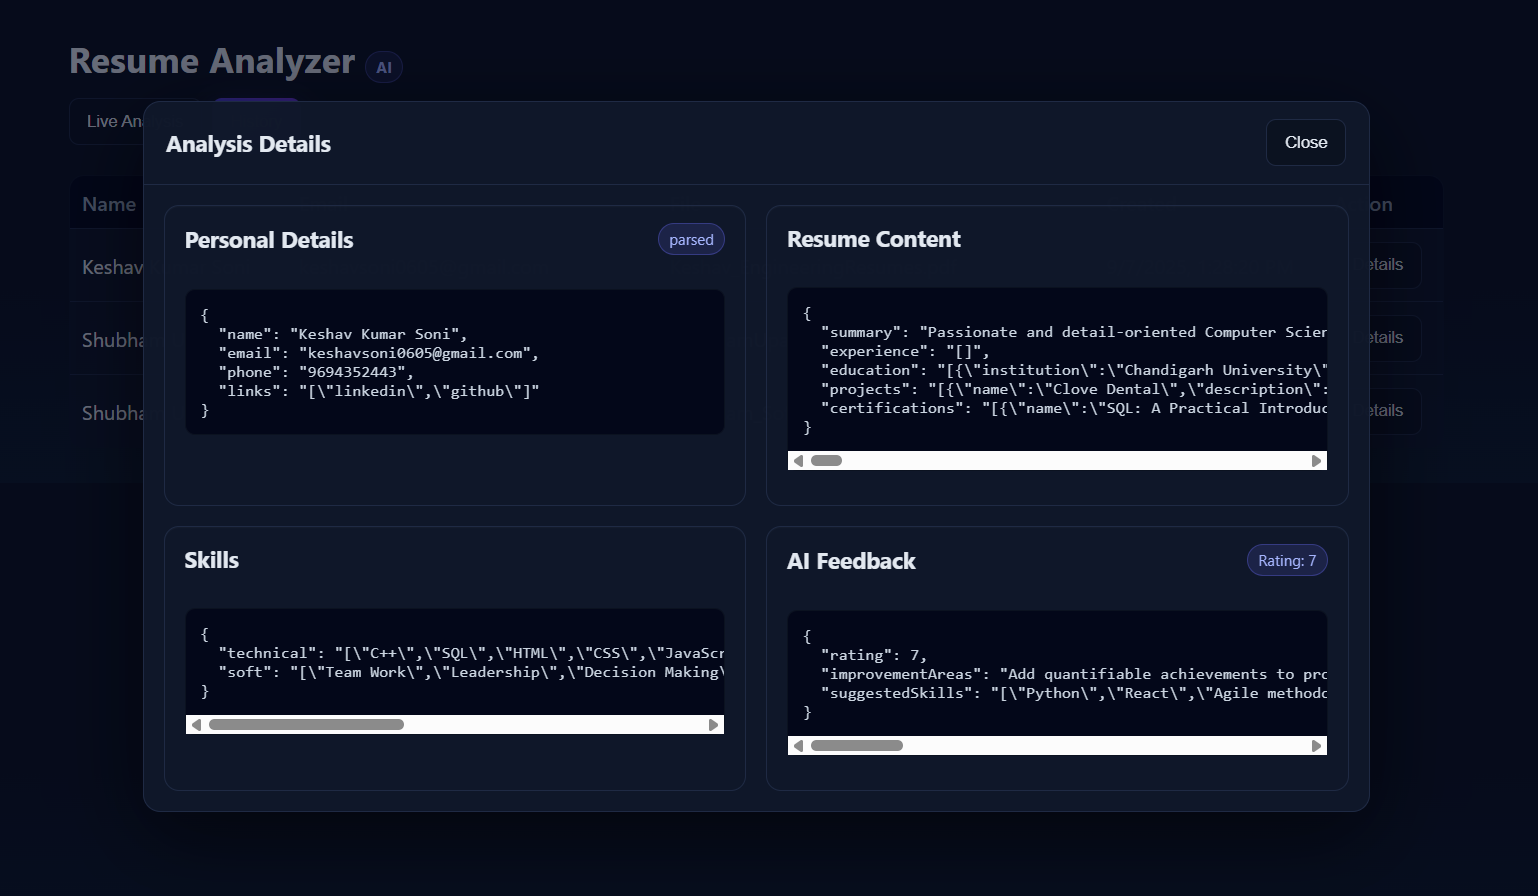 Resume Analyzer AI
Live An
Analysis Details
Close
Name
on
Personal Details
parsed
Resume Content
Keshav
etails
{
"name": "Keshav Kumar Soni",
"email": "keshavsoni0605@gmail.com",
"phone": "9694352443",
"links": "[\"linkedin\",\"github\"]"
}
{
"summary": "Passionate and detail-oriented Computer Scien
"experience": "[]",
"education": "[{\"institution\":\"Chandigarh University\"
"projects": "[{\"name\":\"Clove Dental\",\"description\":
"certifications": "[{\"name\":\"SQL: A Practical Introduc
}
Shubha
etails
Shubha
etails
Skills
{
"technical": "[\"C++\",\"SQL\",\"HTML\",\"CSS\",\"JavaScr
"soft": "[\"Team Work\",\"Leadership\",\"Decision Making\
}
AI Feedback
Rating: 7
{
"rating": 7,
"improvementAreas": "Add quantifiable achievements to pro
"suggestedSkills": "[\"Python\",\"React\",\"Agile methodo
}